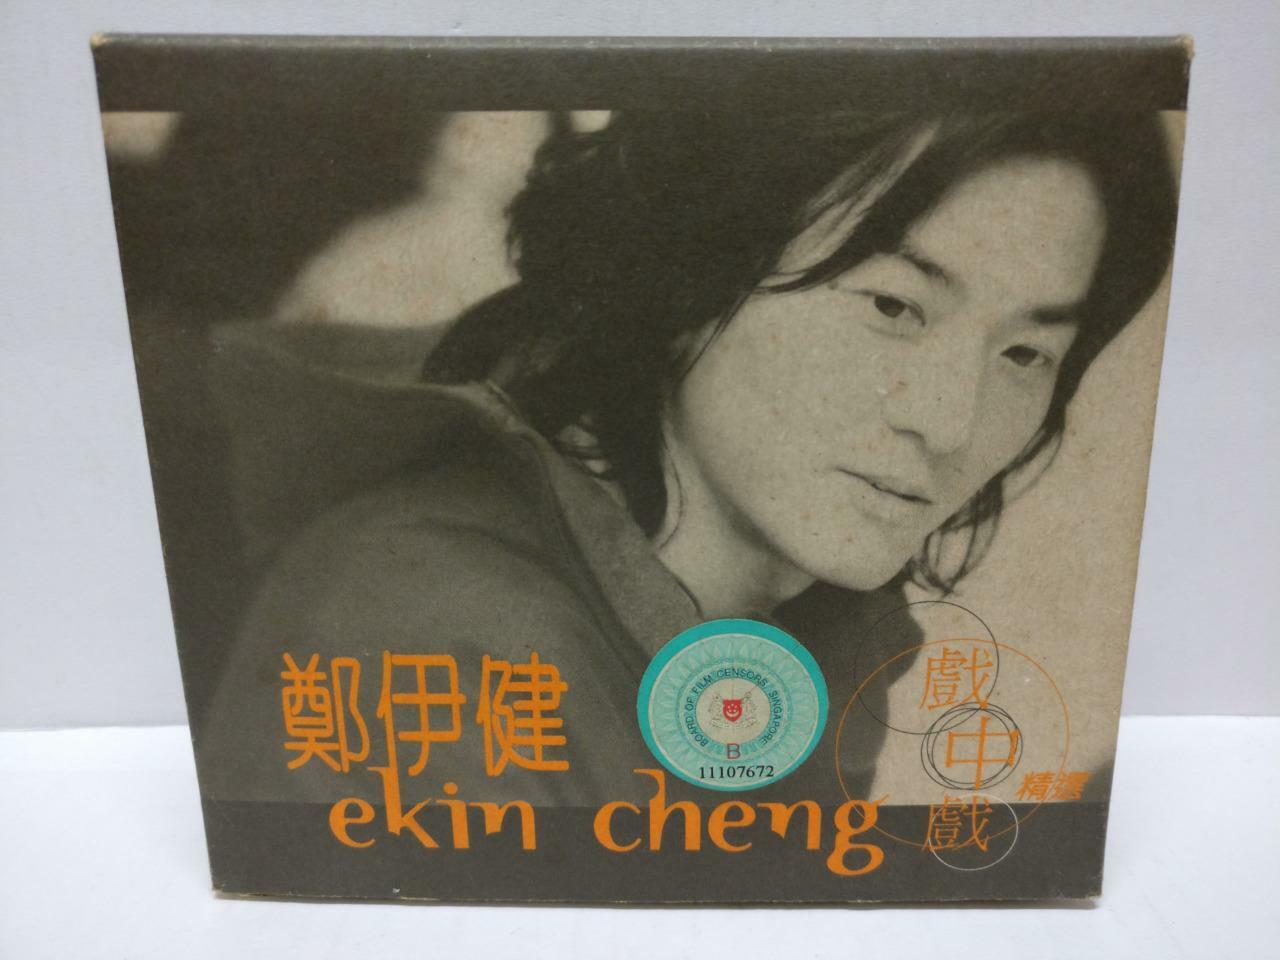 鄭伊健
ekin cheng
BOARD OF FILM CENSORS, SINGAPORE
B
11107672
戲
中
戲
精選